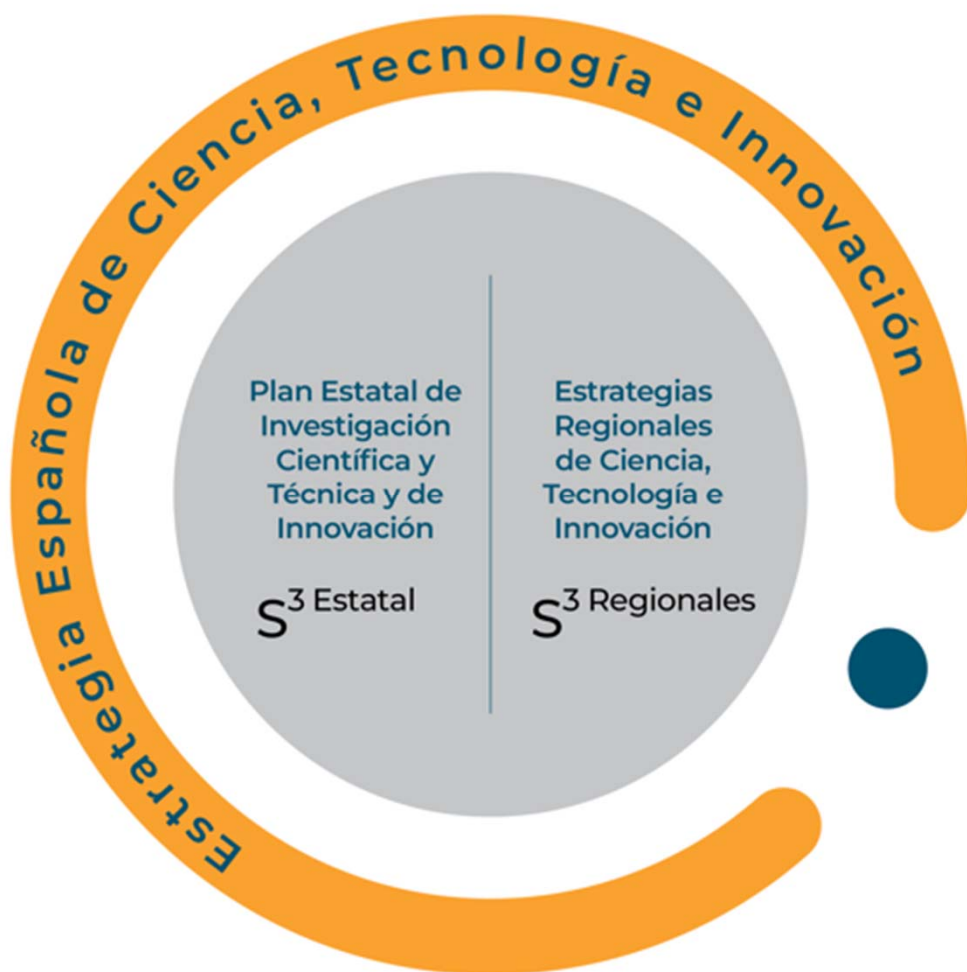 Estrategia Española de Ciencia, Tecnología e Innovación
Plan Estatal de
Investigación
Científica y
Técnica y de
Innovación
S3 Estatal
Estrategias
Regionales
de Ciencia,
Tecnología e
Innovación
S3 Regionales